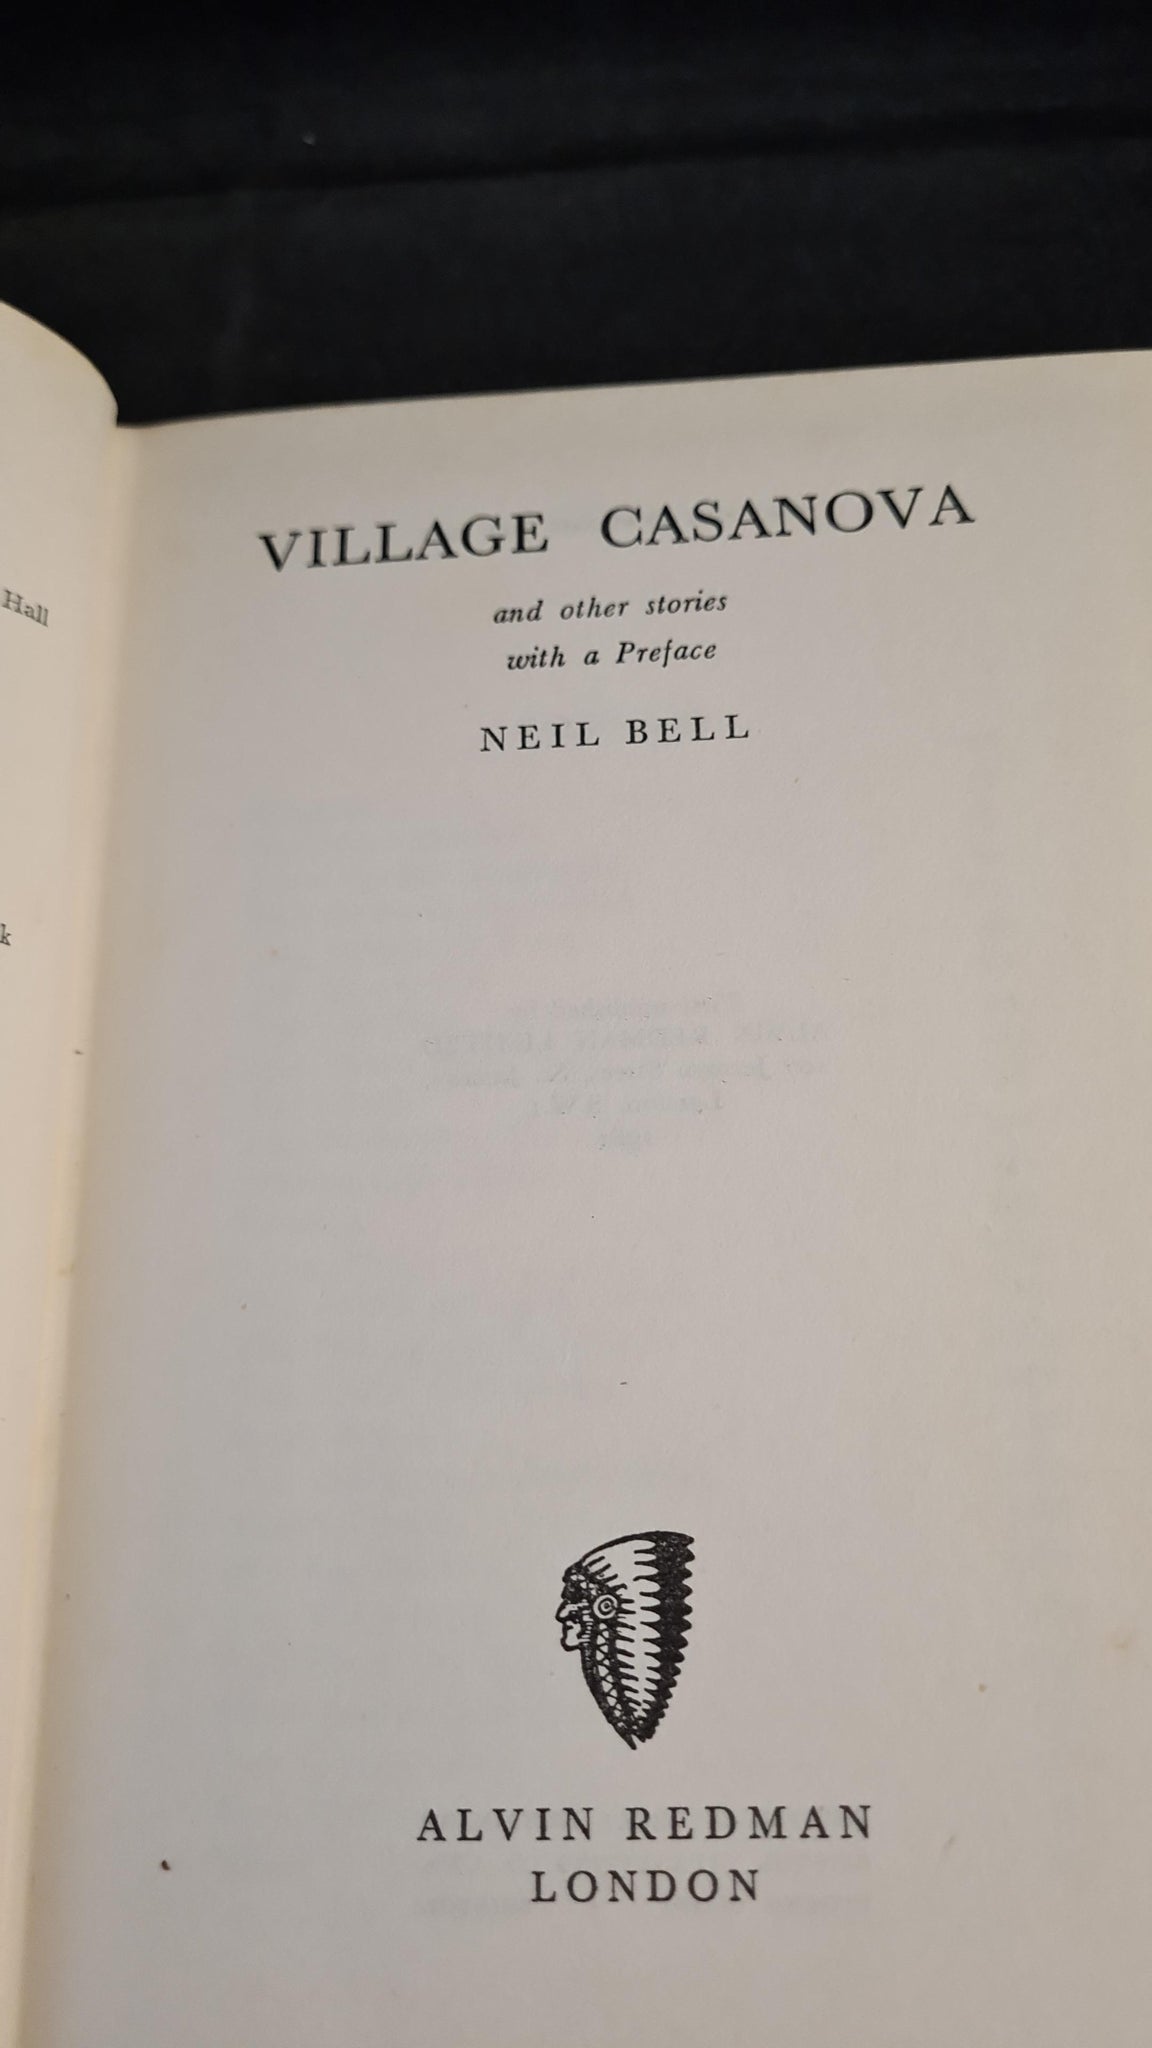 Hall
k
VILLAGE CASANOVA
and other stories
with a Preface
NEIL BELL
ALVIN REDMAN
LONDON